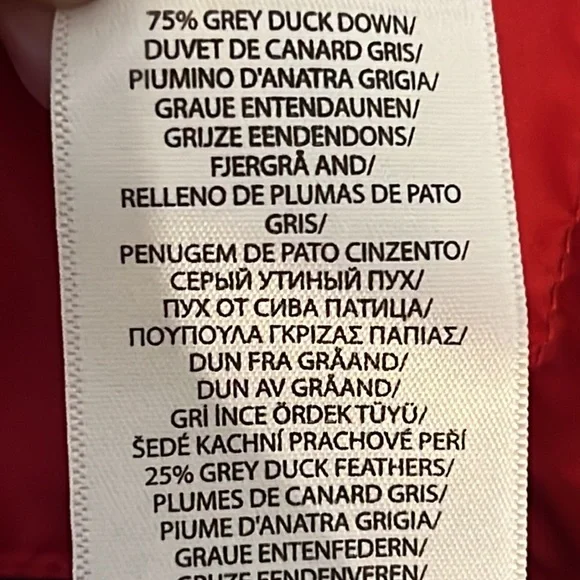 75% GREY DUCK DOWN/
DUVET DE CANARD GRIS/
PIUMINO D'ANATRA GRIGIA/
GRAUE ENTENDAUNEN/
GRIJZE EENDENDONS/
FJERGRÅ AND/
RELLENO DE PLUMAS DE PATO
GRIS/
PENUGEM DE PATO CINZENTO/
СЕРЫЙ УТИНЫЙ ПУХ/
ПУХ ОТ СИВА ПАТИЦА/
ΠΟΥΠΟΥΛΑ ΓΚΡΙΖΑΣ ΠΑΠΙΑΣ/
DUN FRA GRÅAND/
DUN AV GRÅAND/
GRİ İNCE ÖRDEK TÜYÜ/
ŠEDÉ KACHNÍ PRACHOVÉ PEŘÍ
25% GREY DUCK FEATHERS/
PLUMES DE CANARD GRIS/
PIUME D'ANATRA GRIGIA/
GRAUE ENTENFEDERN/
GRIJZE EENDENVEREN/